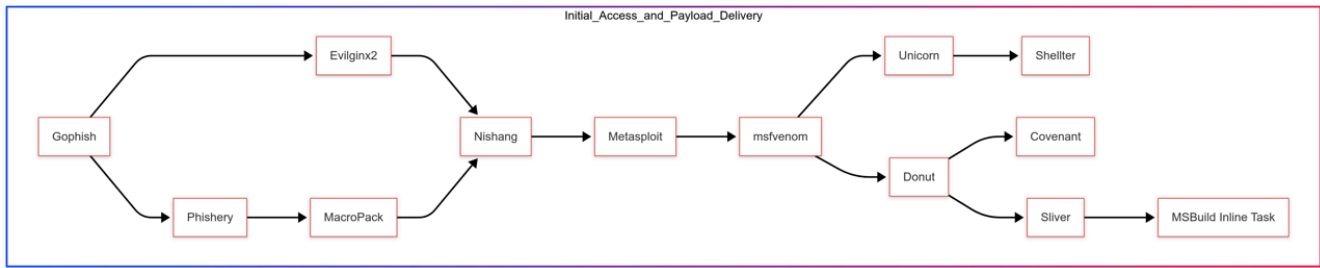 Initial_Access_and_Payload_Delivery
Evilginx2
Unicorn
Shellter
Gophish
Nishang
Metasploit
msfvenom
Covenant
Donut
Phishery
MacroPack
Sliver
MSBuild Inline Task